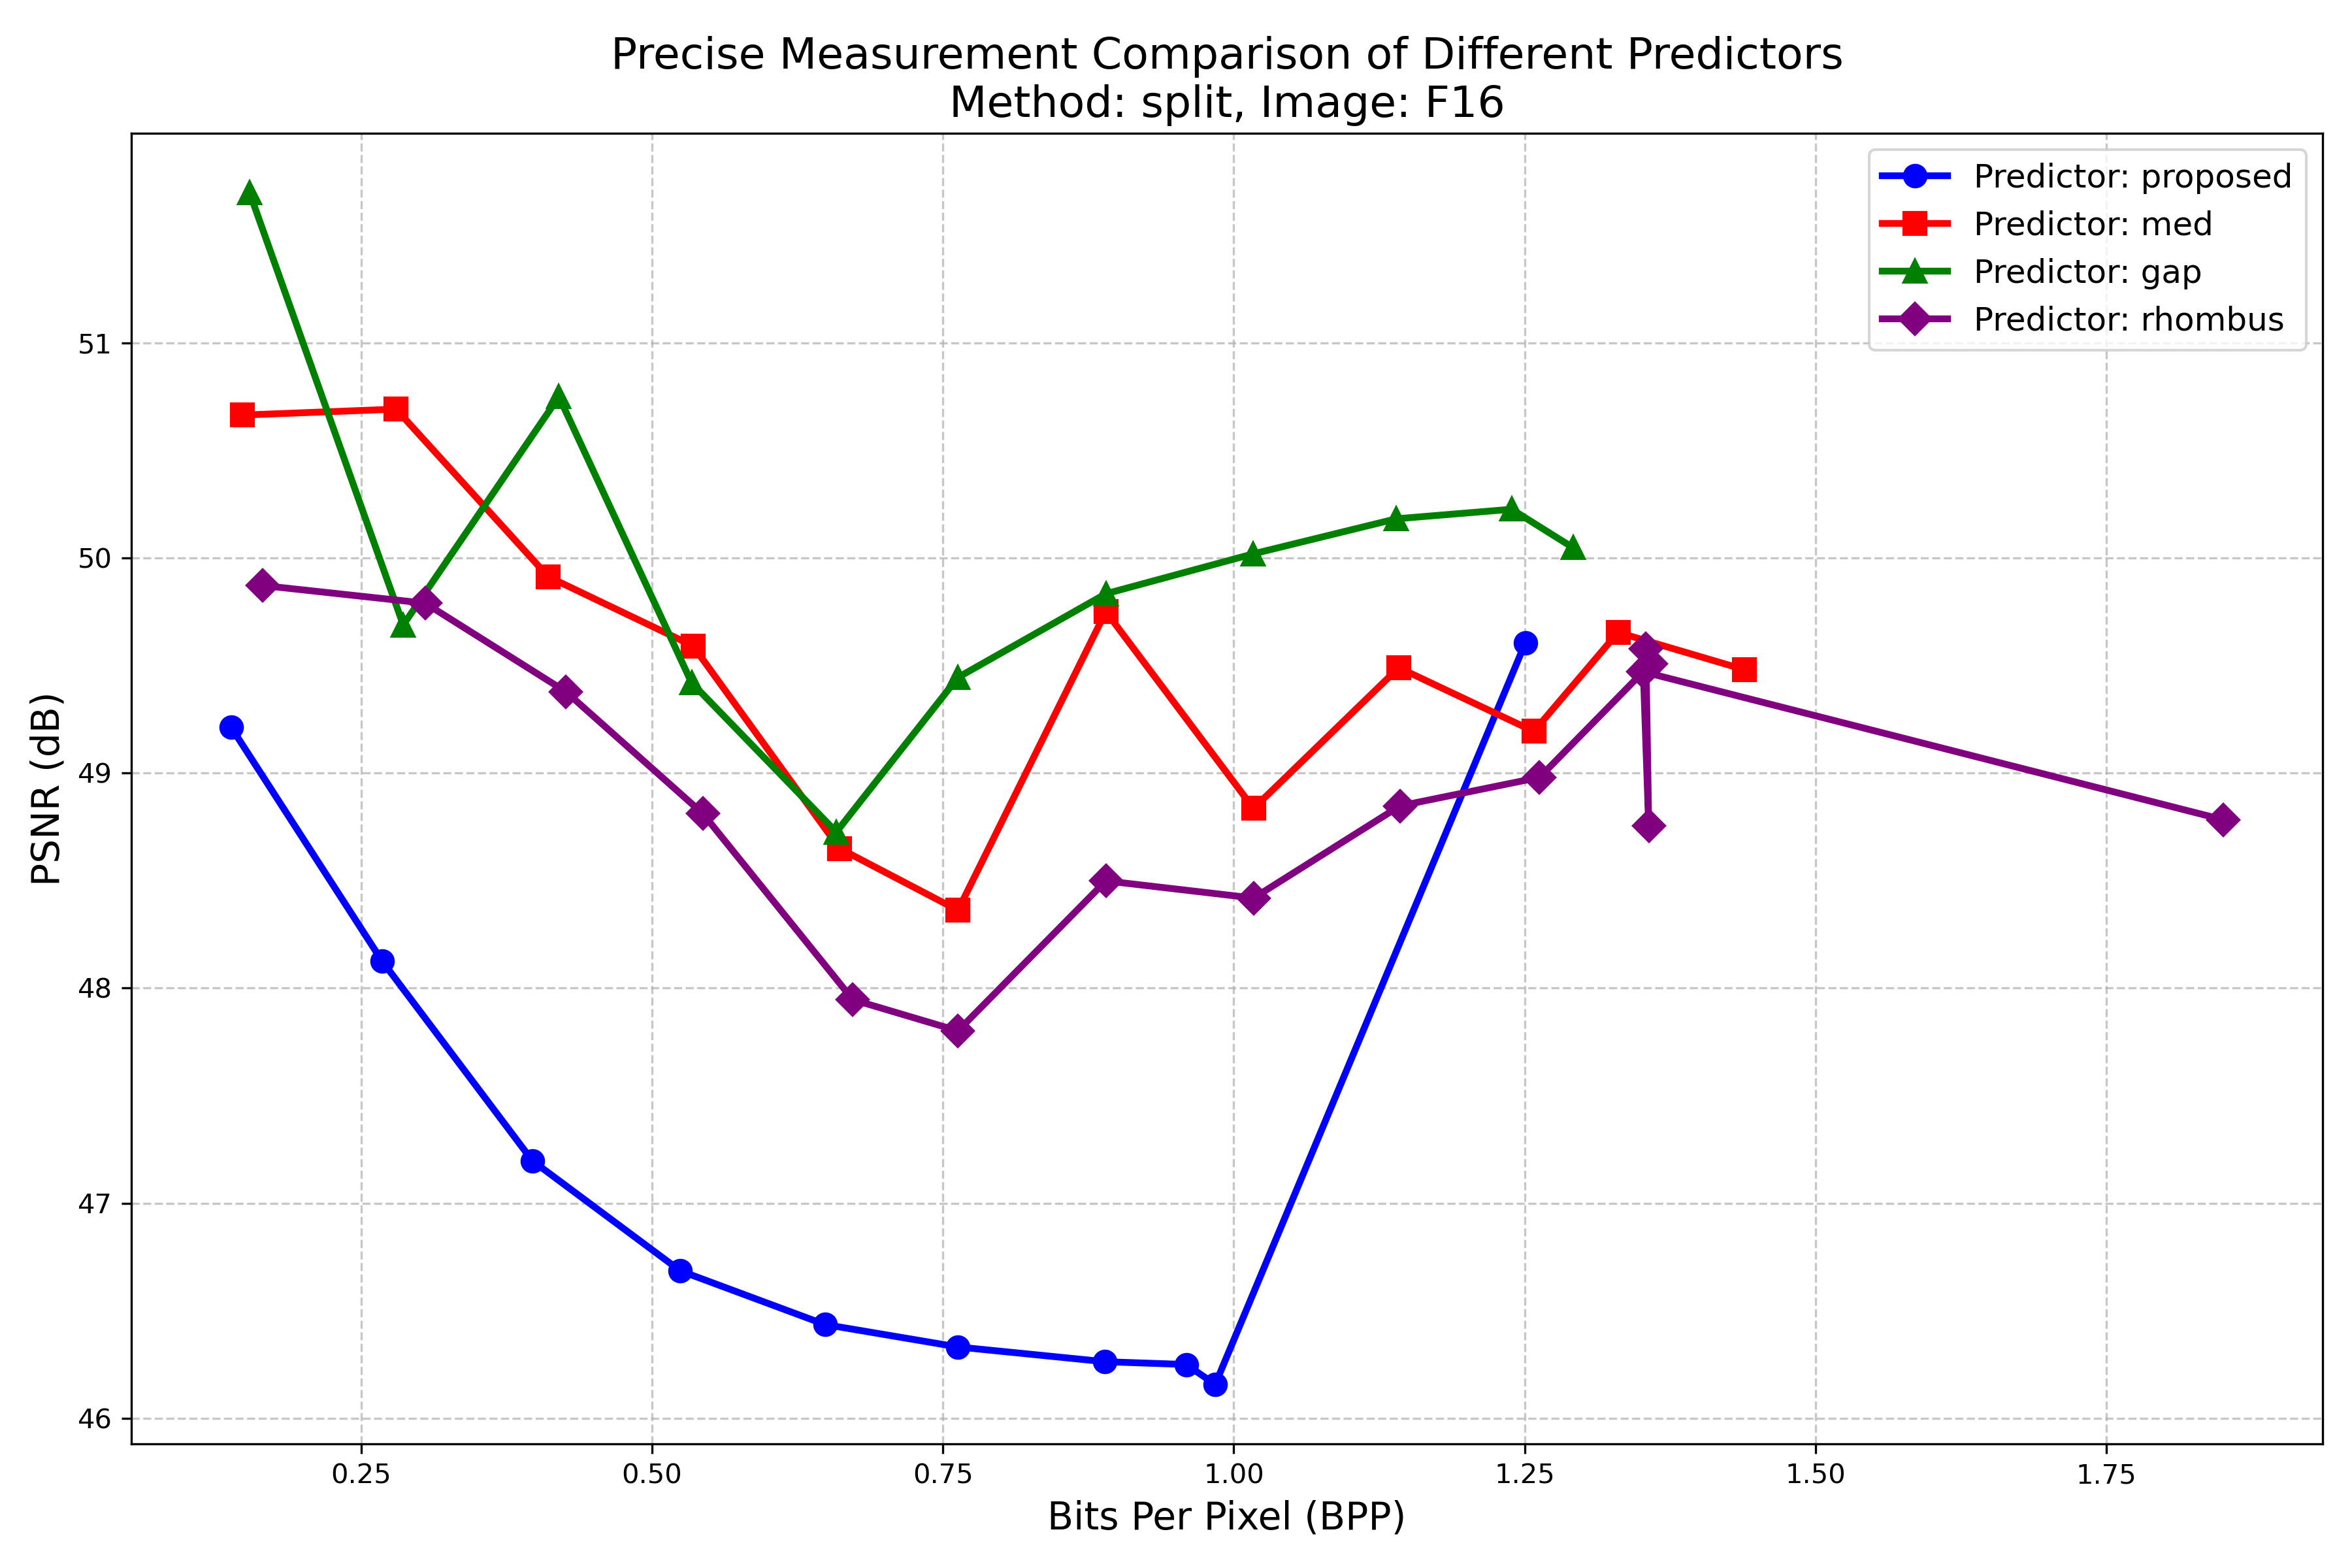 Precise Measurement Comparison of Different Predictors
Method: split, Image: F16
Predictor: proposed
Predictor: med
Predictor: gap
Predictor: rhombus
PSNR (dB)
51
50
49
48
47
46
0.25 0.50 0.75 1.00 1.25 1.50 1.75
Bits Per Pixel (BPP)